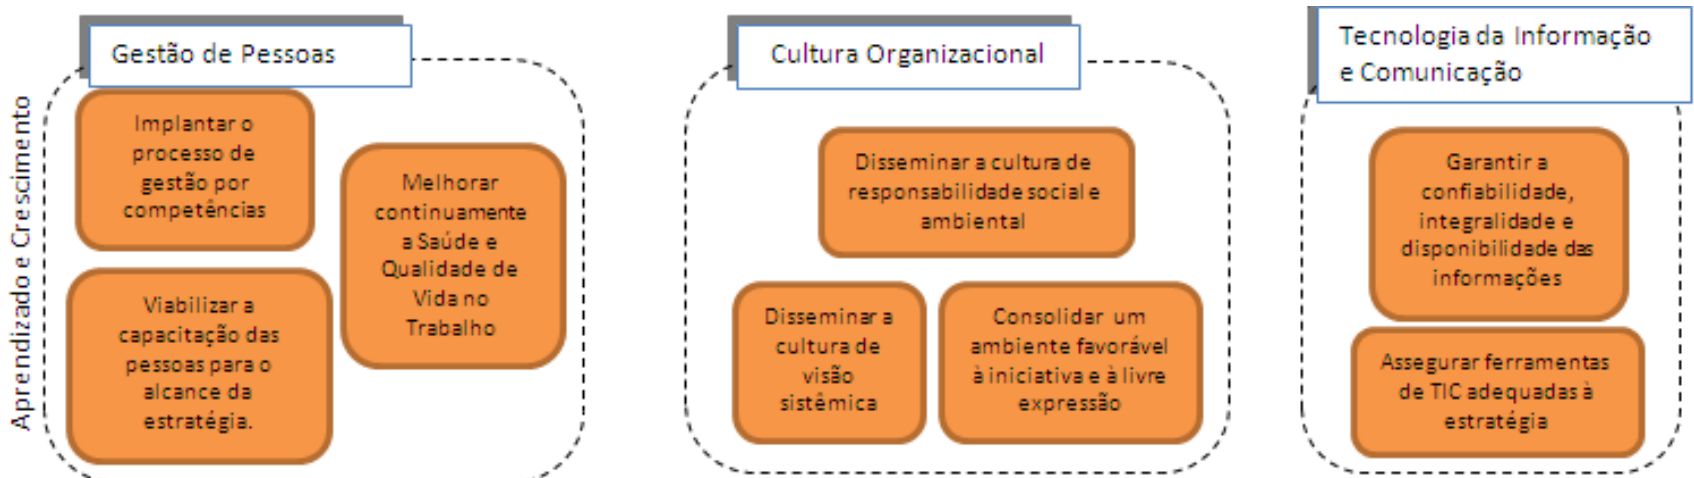 Aprendizado e Crescimento
Gestão de Pessoas
Implantar o
processo de
gestão por
competências
Melhorar
continuamente
a Saúde e
Qualidade de
Vida no
Trabalho
Viabilizar a
capacitação das
pessoas para o
alcance da
estratégia.
Cultura Organizacional
Disseminar a cultura de
responsabilidade social e
ambiental
Disseminar a
cultura de
visão
sistêmica
Consolidar um
ambiente favorável
à iniciativa e à livre
expressão
Tecnologia da Informação
e Comunicação
Garantir a
confiabilidade,
integralidade e
disponibilidade das
informações
Assegurar ferramentas
de TIC adequadas à
estratégia